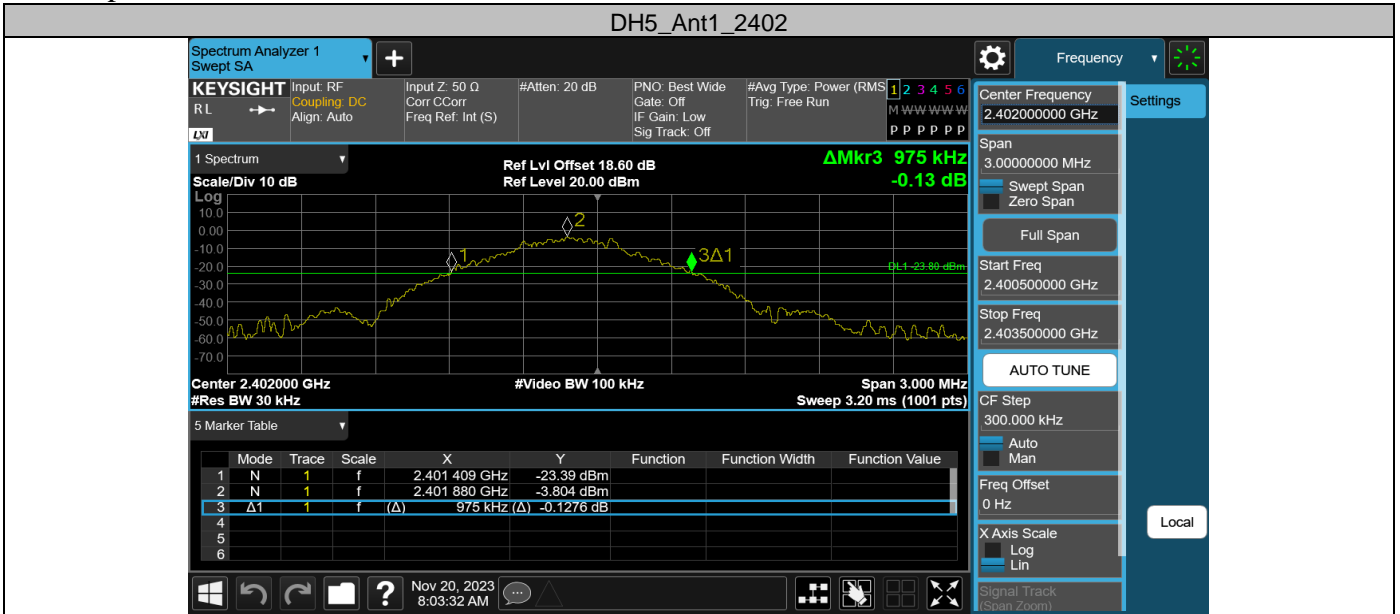 DH5_Ant1_2402
Spectrum Analyzer 1
Swept SA
+
Frequency
KEYSIGHT
RL
LXI
Input: RF
Coupling: DC
Align: Auto
Input Z: 50 Ω
Corr CCorr
Freq Ref: Int (S)
#Atten: 20 dB
PNO: Best Wide
Gate: Off
IF Gain: Low
Sig Track: Off
#Avg Type: Power (RMS
Trig: Free Run
1 2 3 4 5 6
M W W W W W
P P P P P P
1 Spectrum
Scale/Div 10 dB
Ref Lvl Offset 18.60 dB
Ref Level 20.00 dBm
ΔMkr3 975 kHz
-0.13 dB
Log
10.0
0.00
-10.0
-20.0
-30.0
-40.0
-50.0
-60.0
-70.0
1
2
3Δ1
DL1 -23.80 dBm
Center 2.402000 GHz
#Video BW 100 kHz
Span 3.000 MHz
#Res BW 30 kHz
Sweep 3.20 ms (1001 pts)
5 Marker Table
Mode Trace Scale X Y Function Function Width Function Value
1 N 1 f 2.401 409 GHz -23.39 dBm
2 N 1 f 2.401 880 GHz -3.804 dBm
3 Δ1 1 f (Δ) 975 kHz (Δ) -0.1276 dB
4
5
6
Nov 20, 2023
8:03:32 AM
?
Center Frequency
2.402000000 GHz
Settings
Span
3.00000000 MHz
Swept Span
Zero Span
Full Span
Start Freq
2.400500000 GHz
Stop Freq
2.403500000 GHz
AUTO TUNE
CF Step
300.000 kHz
Auto
Man
Freq Offset
0 Hz
Local
X Axis Scale
Log
Lin
Signal Track
(Span Zoom)